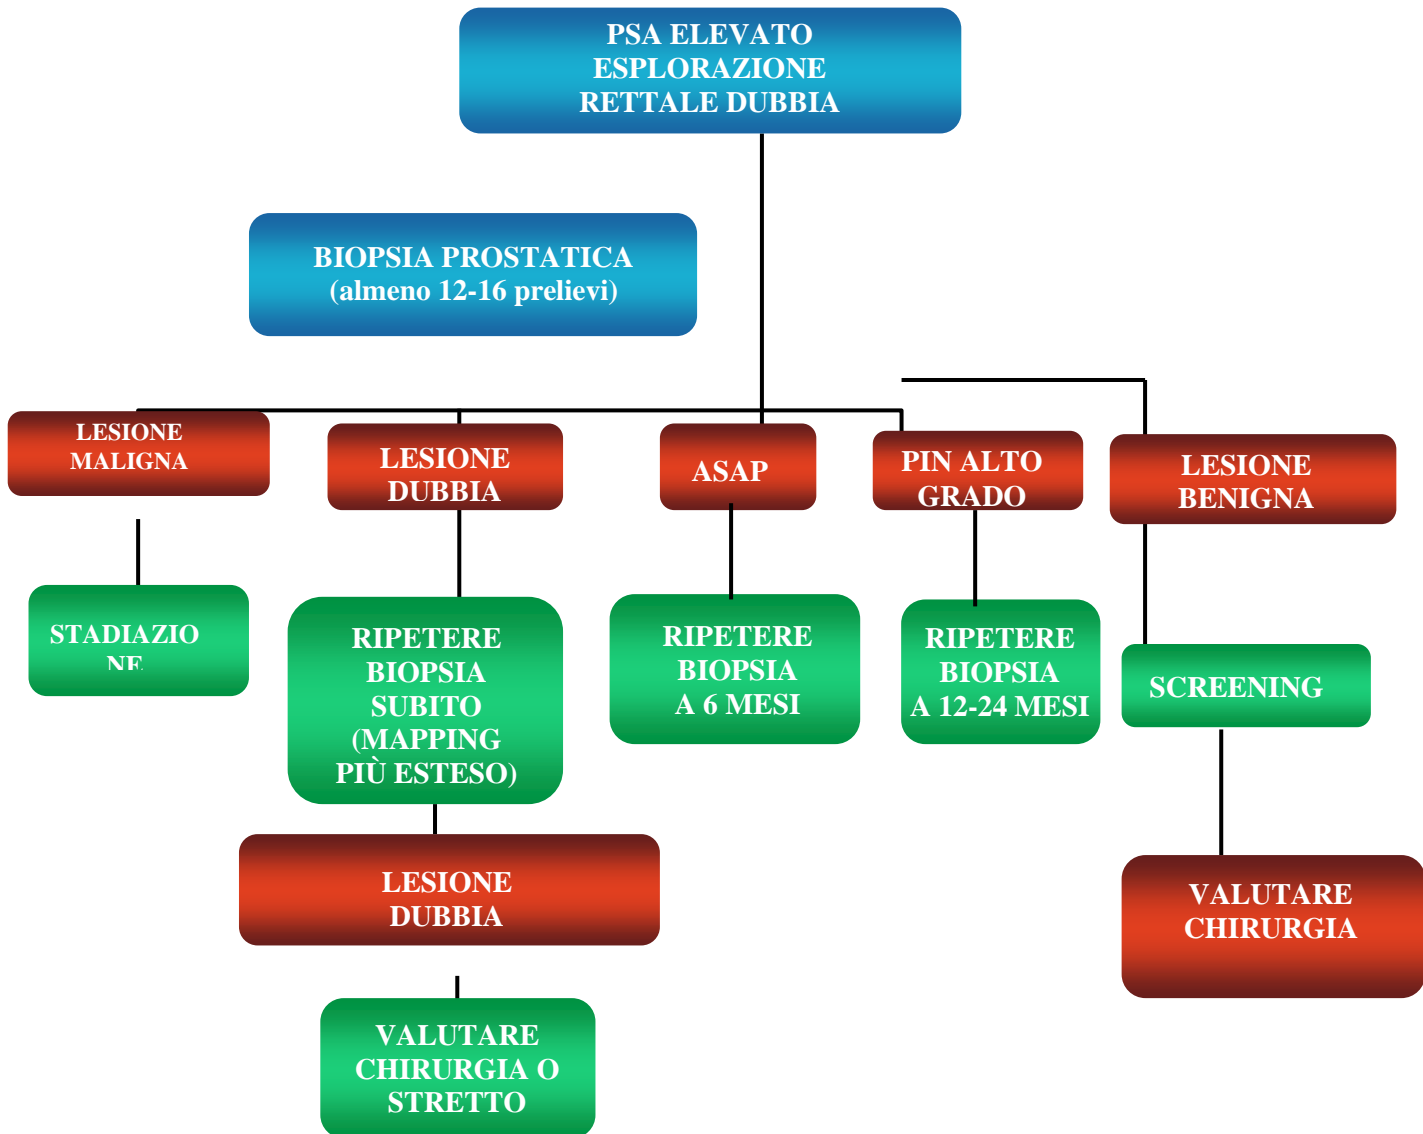 PSA ELEVATO
ESPLORAZIONE
RETTALE DUBBIA
BIOPSIA PROSTATICA
(almeno 12-16 prelievi)
LESIONE
MALIGNA
LESIONE
DUBBIA
ASAP
PIN ALTO
GRADO
LESIONE
BENIGNA
STADIAZIO
NE
RIPETERE
BIOPSIA
SUBITO
(MAPPING
PIÙ ESTESO)
RIPETERE
BIOPSIA
A 6 MESI
RIPETERE
BIOPSIA
A 12-24 MESI
SCREENING
LESIONE
DUBBIA
VALUTARE
CHIRURGIA
VALUTARE
CHIRURGIA O
STRETTO